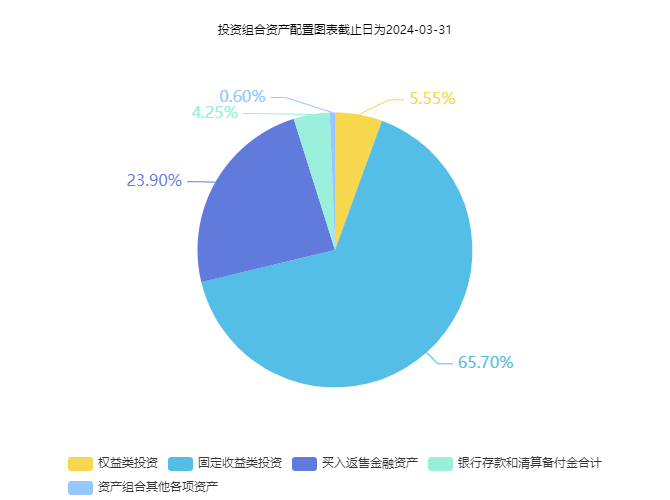 投资组合资产配置图表截止日为2024-03-31
0.60%
5.55%
4.25%
23.90%
65.70%
权益类投资 固定收益类投资 买入返售金融资产 银行存款和清算备付金合计
资产组合其他各项资产